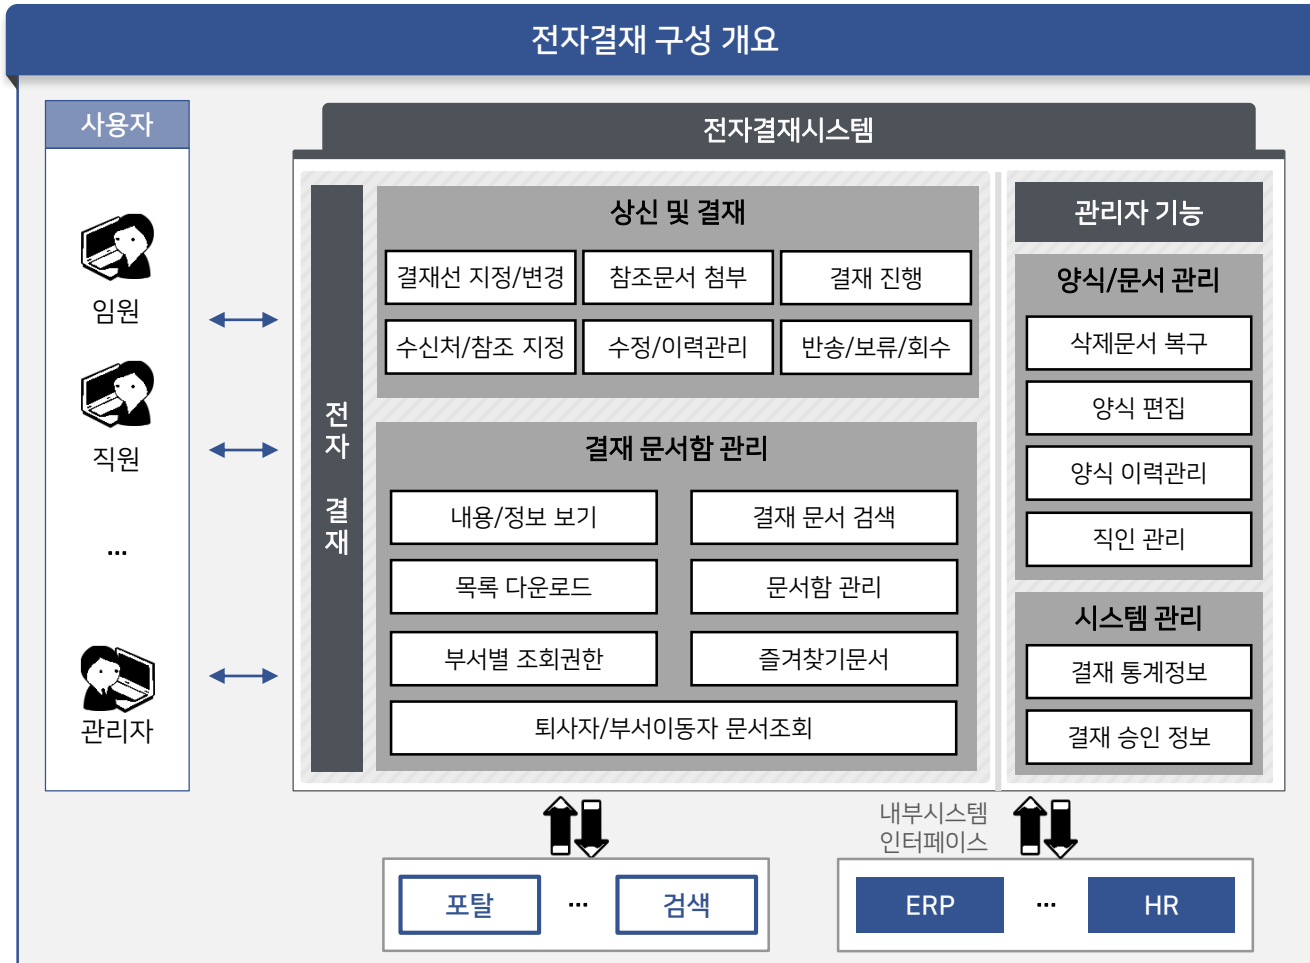 전자결재 구성 개요
사용자
임원
직원
...
관리자
전자결재시스템
전자 결재
상신 및 결재
결재선 지정/변경
참조문서 첨부
결재 진행
수신처/참조 지정
수정/이력관리
반송/보류/회수
결재 문서함 관리
내용/정보 보기
결재 문서 검색
목록 다운로드
문서함 관리
부서별 조회권한
즐겨찾기문서
퇴사자/부서이동자 문서조회
관리자 기능
양식/문서 관리
삭제문서 복구
양식 편집
양식 이력관리
직인 관리
시스템 관리
결재 통계정보
결재 승인 정보
내부시스템
인터페이스
포탈
...
검색
ERP
...
HR